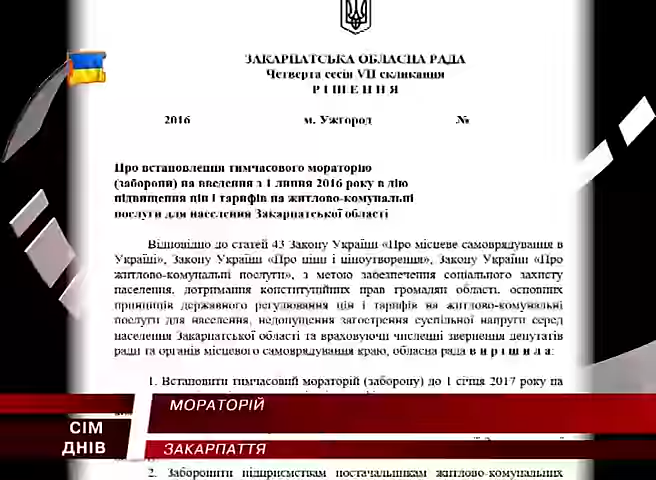 ЗАКАРПАТСЬКА ОБЛАСНА РАДА
Четверта сесія VII скликання
Р І Ш Е Н Н Я
2016 м. Ужгород №
Про встановлення тимчасового мораторію
(заборони) на введення з 1 липня 2016 року в дію
підвищення цін і тарифів на житлово-комунальні
послуги для населення Закарпатської області
Відповідно до статей 43 Закону України «Про місцеве самоврядування в
Україні», Закону України «Про ціни і ціноутворення», Закону України «Про
житлово-комунальні послуги», з метою забезпечення соціального захисту
населення, дотримання конституційних прав громадян області, основних
принципів державного регулювання цін і тарифів на житлово-комунальні
послуги для населення, недопущення загострення суспільної напруги серед
населення Закарпатської області та враховуючи численні звернення депутатів
ради та органів місцевого самоврядування краю, обласна рада в и р і ш и л а:
1. Встановити тимчасовий мораторій (заборону) до 1 січня 2017 року на
МОРАТОРІЙ
СІМ
ДНІВ
ЗАКАРПАТТЯ
2. Заборонити підприємствам постачальникам житлово-комунальних